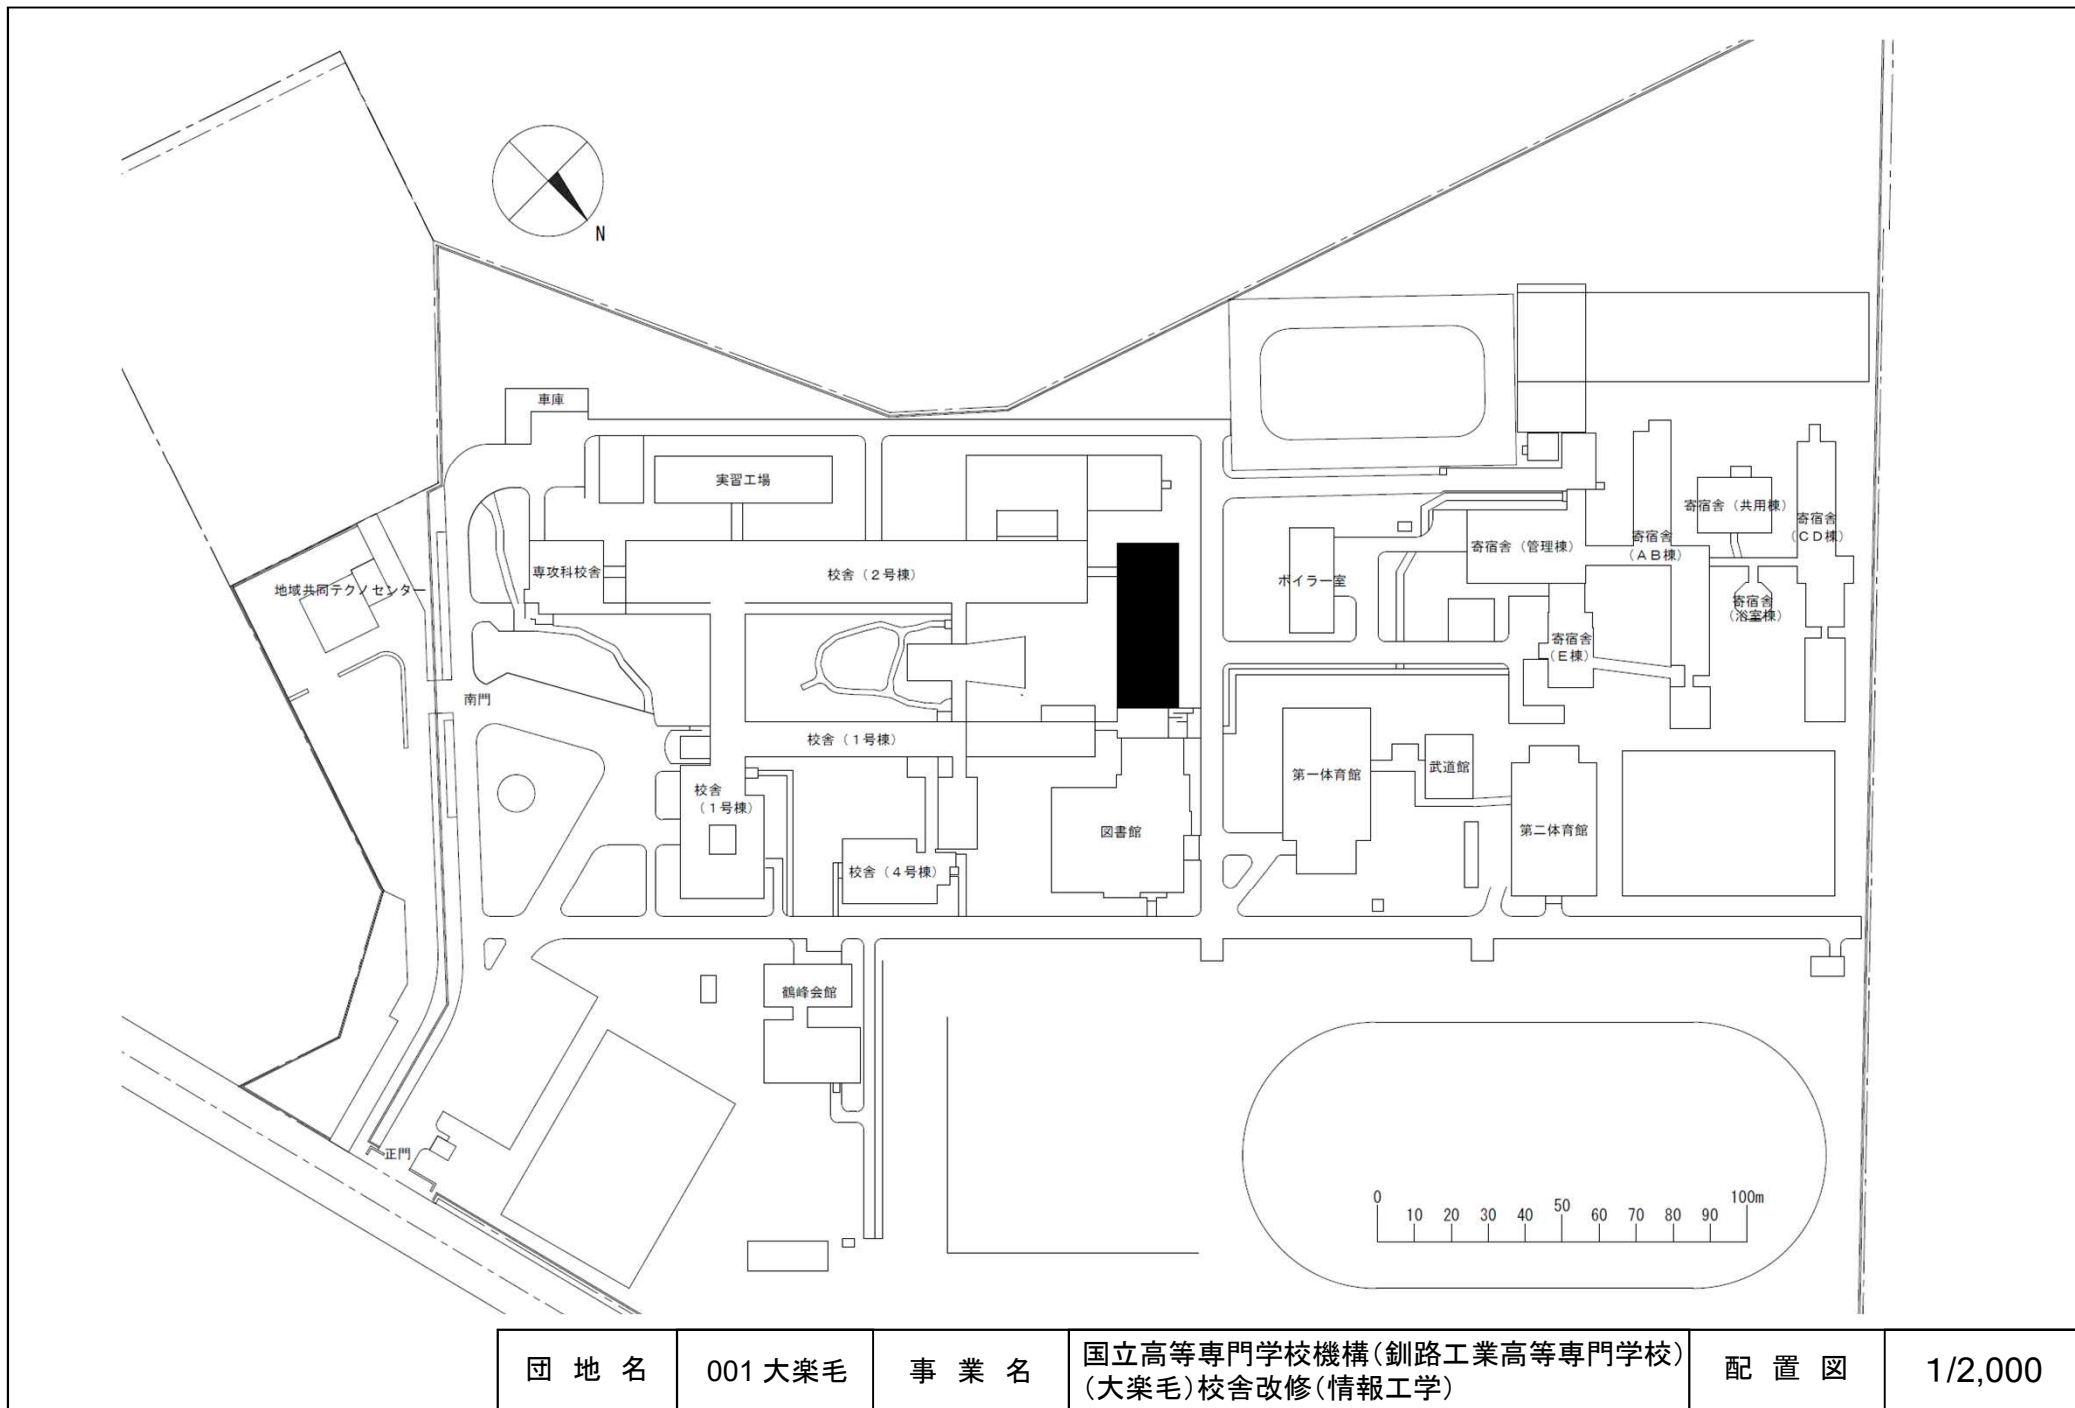 N
車庫
実習工場
寄宿舎（共用棟）
寄宿舎
（ＣＤ棟）
寄宿舎
（ＡＢ棟）
寄宿舎（管理棟）
専攻科校舎
校舎（２号棟）
ボイラー室
地域共同テクノセンター
寄宿舎
（浴室棟）
寄宿舎
（Ｅ棟）
南門
校舎（１号棟）
武道館
第一体育館
校舎
（１号棟）
図書館
第二体育館
校舎（４号棟）
鶴峰会館
正門
0 10 20 30 40 50 60 70 80 90 100m
団地名
001 大楽毛
事業名
国立高等専門学校機構(釧路工業高等専門学校)
(大楽毛)校舎改修(情報工学)
配置図
1/2,000